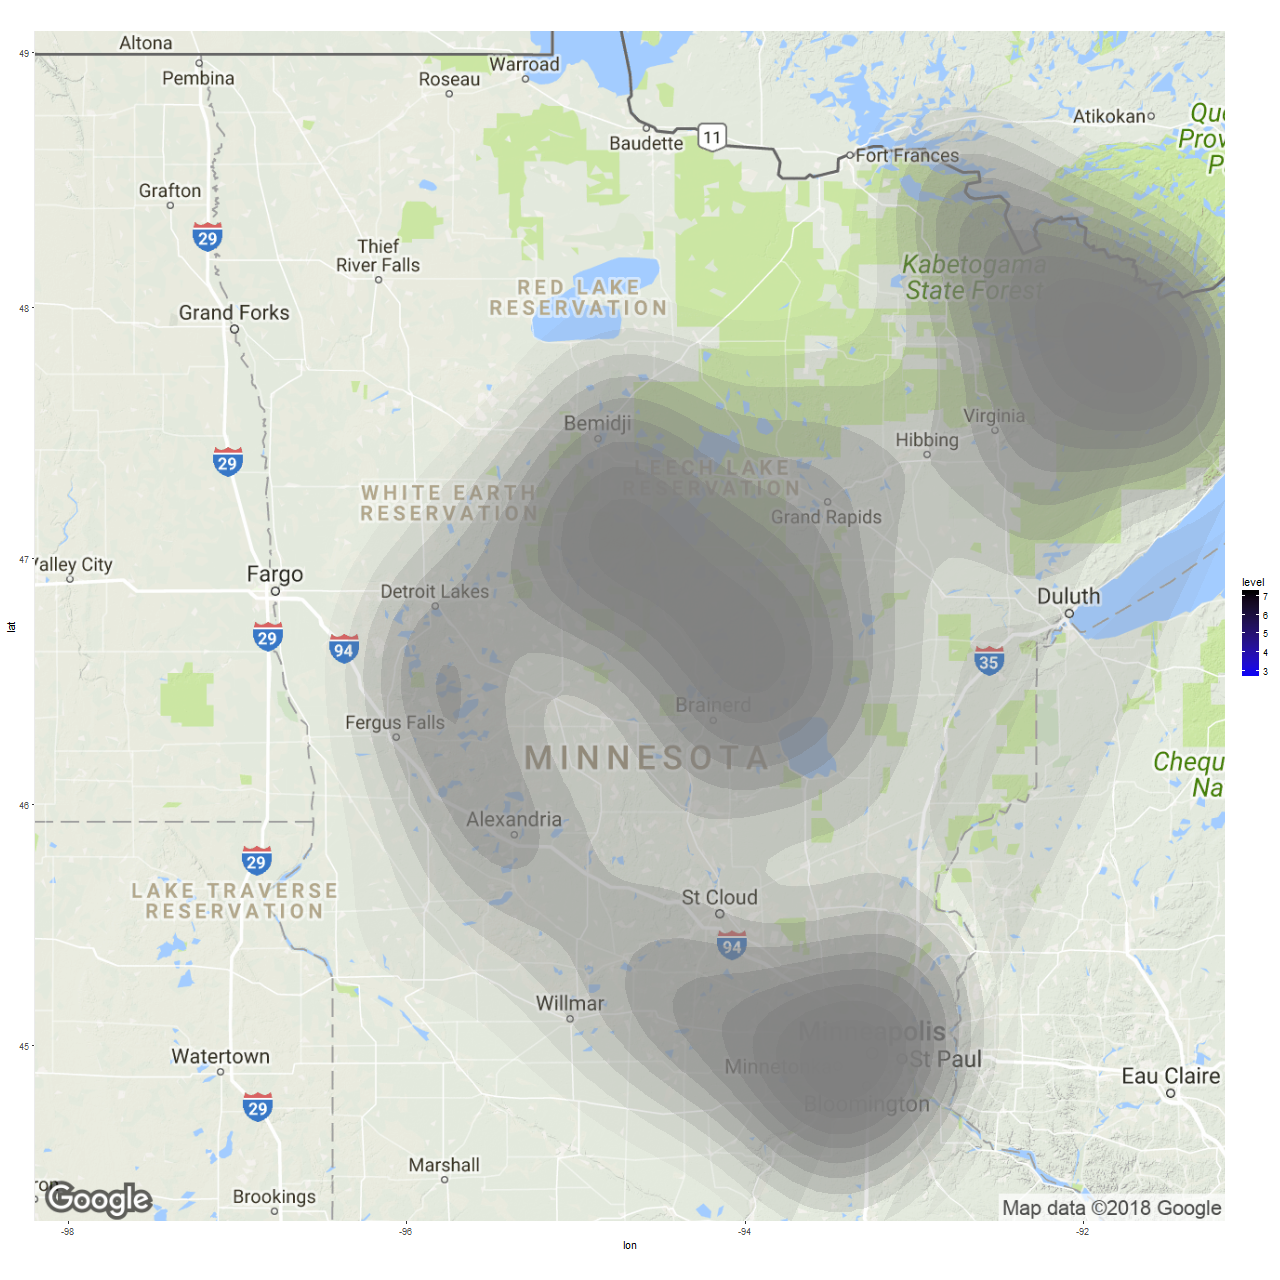 49
Altona
Pembina
Roseau
Warroad
Baudette
11
Fort Frances
Atikokan
Que
Prov
P
Grafton
29
Thief
River Falls
Kabetogama
State Forest
RED LAKE
RESERVATION
48
Grand Forks
Bemidji
Virginia
Hibbing
29
LEECH LAKE
RESERVATION
WHITE EARTH
RESERVATION
Grand Rapids
47
Valley City
Fargo
Detroit Lakes
Duluth
level
7
6
5
4
3
lat
29
94
35
Brainerd
Fergus Falls
MINNESOTA
Chequ
Na
46
Alexandria
29
LAKE TRAVERSE
RESERVATION
St Cloud
94
Willmar
Minneapolis
45
Watertown
Minneto
St Paul
Eau Claire
29
Bloomington
Marshall
ron
Google
Brookings
Map data ©2018 Google
-98
-96
-94
-92
lon